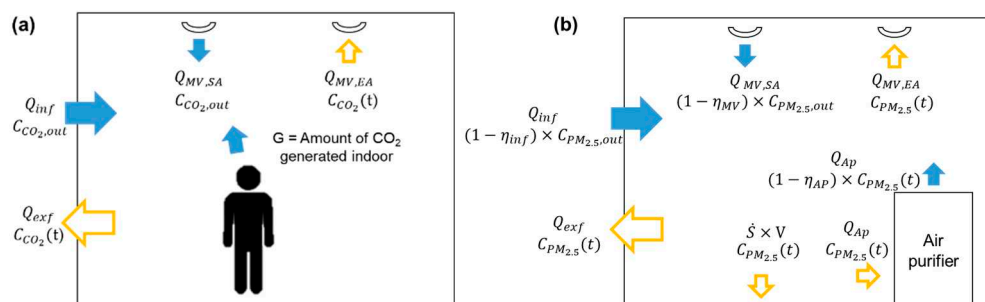 (a)
Q_{MV,SA}
C_{CO_2,out}
Q_{MV,EA}
C_{CO_2}(t)
Q_{inf}
C_{CO_2,out}
G = Amount of CO_2
generated indoor
Q_{exf}
C_{CO_2}(t)
(b)
Q_{MV,SA}
(1 − η_{MV}) × C_{PM_{2.5},out}
Q_{MV,EA}
C_{PM_{2.5}}(t)
Q_{inf}
(1 − η_{inf}) × C_{PM_{2.5},out}
Q_{Ap}
(1 − η_{AP}) × C_{PM_{2.5}}(t)
Q_{exf}
C_{PM_{2.5}}(t)
Ṡ × V
C_{PM_{2.5}}(t)
Q_{Ap}
C_{PM_{2.5}}(t)
Air
purifier